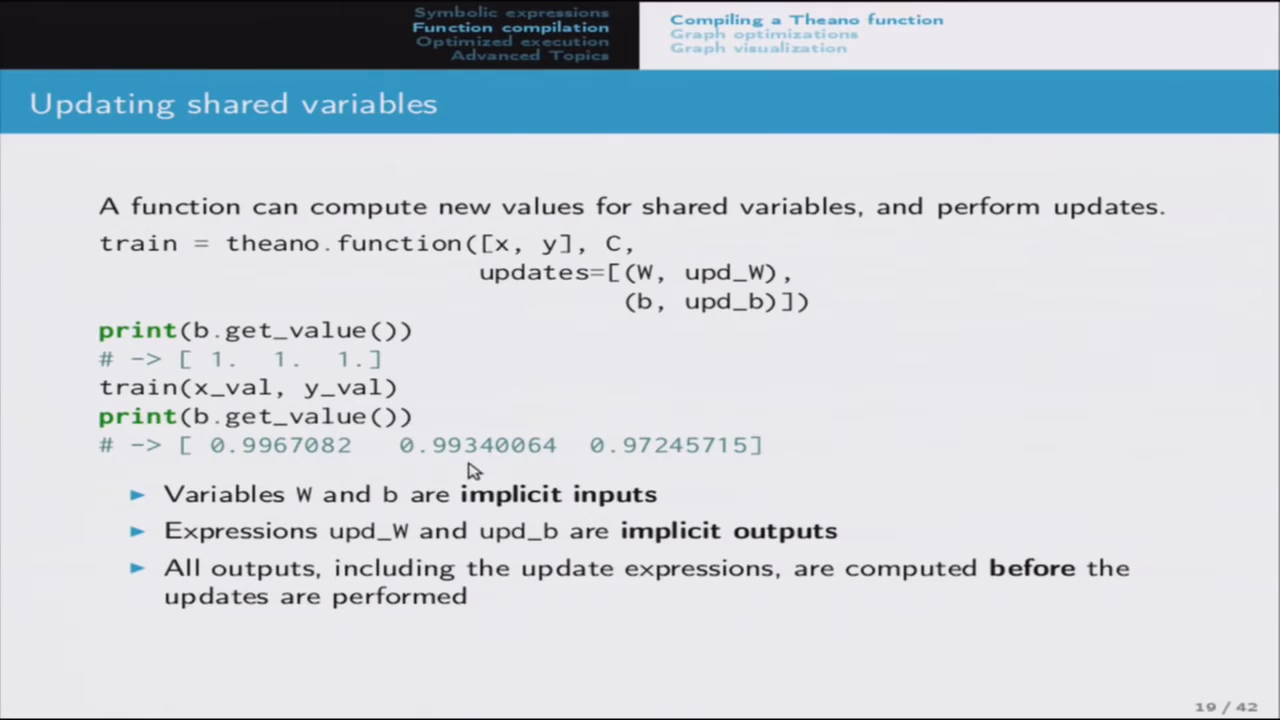 Symbolic expressions
Function compilation
Optimized execution
Advanced Topics
Compiling a Theano function
Graph optimizations
Graph visualization
Updating shared variables
A function can compute new values for shared variables, and perform updates.
train = theano.function([x, y], C,
updates=[(W, upd_W),
(b, upd_b)])
print(b.get_value())
# -> [ 1. 1. 1.]
train(x_val, y_val)
print(b.get_value())
# -> [ 0.9967082 0.99340064 0.97245715]
► Variables W and b are implicit inputs
► Expressions upd_W and upd_b are implicit outputs
► All outputs, including the update expressions, are computed before the
updates are performed
19 / 42